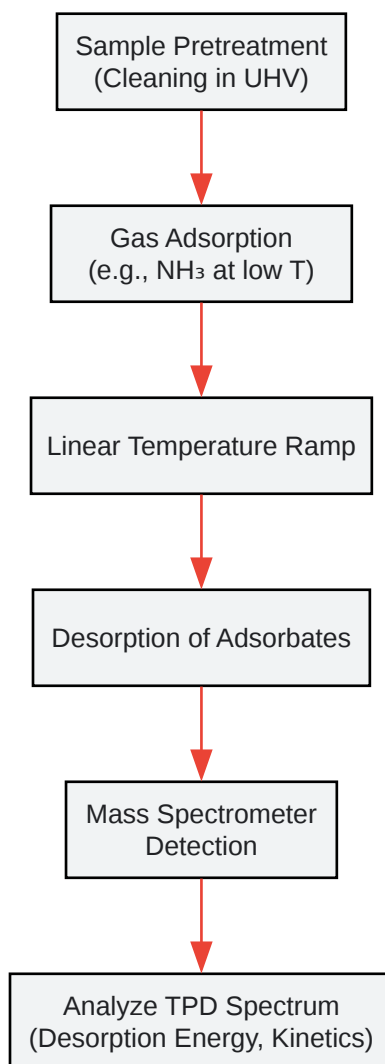 Sample Pretreatment
(Cleaning in UHV)
Gas Adsorption
(e.g., NH₃ at low T)
Linear Temperature Ramp
Desorption of Adsorbates
Mass Spectrometer
Detection
Analyze TPD Spectrum
(Desorption Energy, Kinetics)